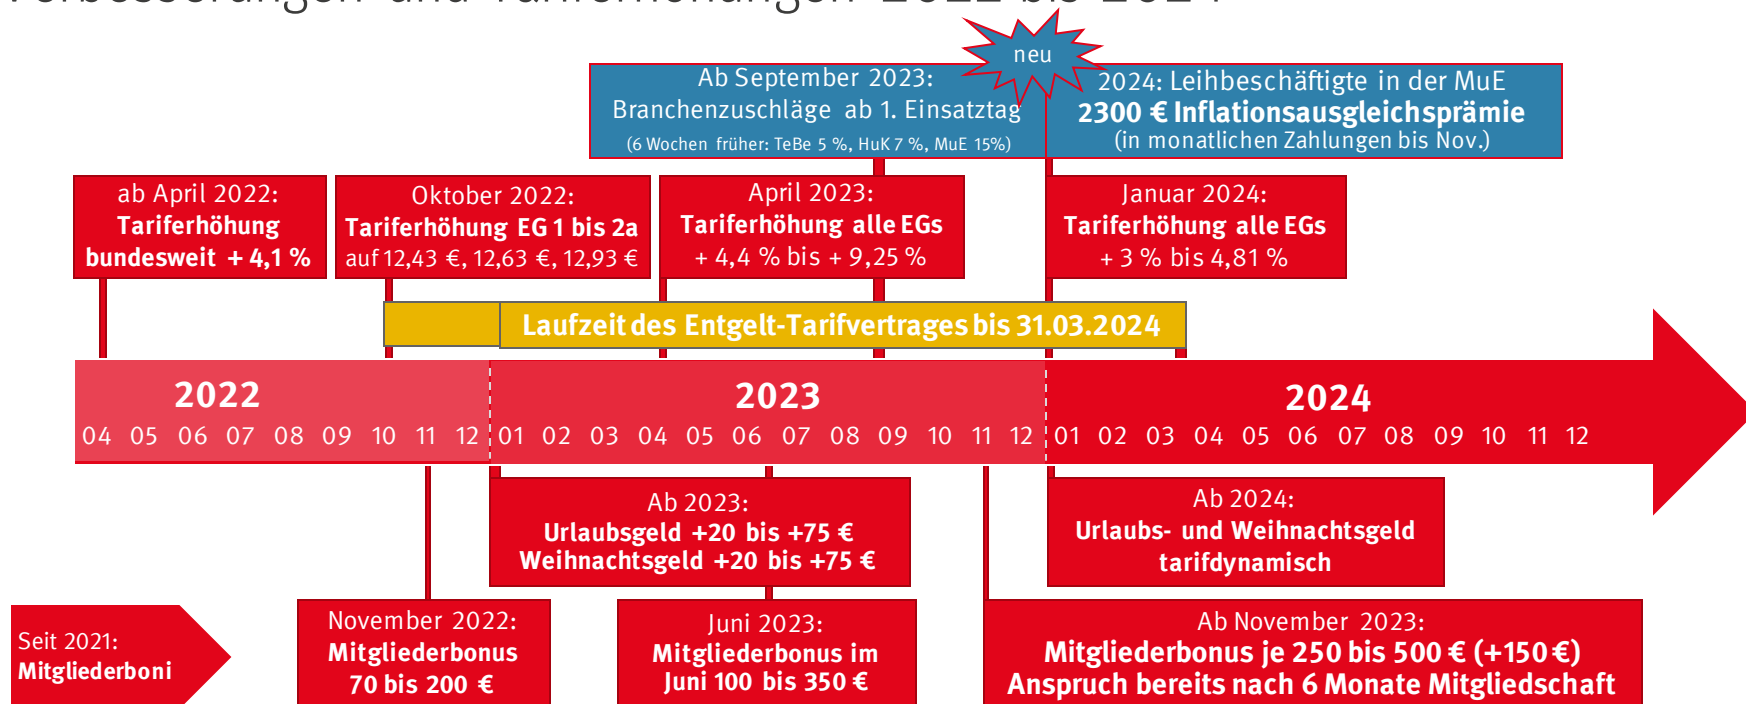 Verbesserungen und Tariferhöhungen 2022 bis 2024
neu
Ab September 2023:
Branchenzuschläge ab 1. Einsatztag
(6 Wochen früher: TeBe 5 %, HuK 7 %, MuE 15%)
2024: Leihbeschäftigte in der MuE
2300 € Inflationsausgleichsprämie
(in monatlichen Zahlungen bis Nov.)
ab April 2022:
Tariferhöhung
bundesweit + 4,1 %
Oktober 2022:
Tariferhöhung EG 1 bis 2a
auf 12,43 €, 12,63 €, 12,93 €
April 2023:
Tariferhöhung alle EGs
+ 4,4 % bis + 9,25 %
Januar 2024:
Tariferhöhung alle EGs
+ 3 % bis 4,81 %
Laufzeit des Entgelt-Tarifvertrages bis 31.03.2024
2022
2023
2024
04 05 06 07 08 09 10 11 12 01 02 03 04 05 06 07 08 09 10 11 12 01 02 03 04 05 06 07 08 09 10 11 12
Ab 2023:
Urlaubsgeld +20 bis +75 €
Weihnachtsgeld +20 bis +75 €
Ab 2024:
Urlaubs- und Weihnachtsgeld
tarifdynamisch
Seit 2021:
Mitgliederboni
November 2022:
Mitgliederbonus
70 bis 200 €
Juni 2023:
Mitgliederbonus im
Juni 100 bis 350 €
Ab November 2023:
Mitgliederbonus je 250 bis 500 € (+150 €)
Anspruch bereits nach 6 Monate Mitgliedschaft